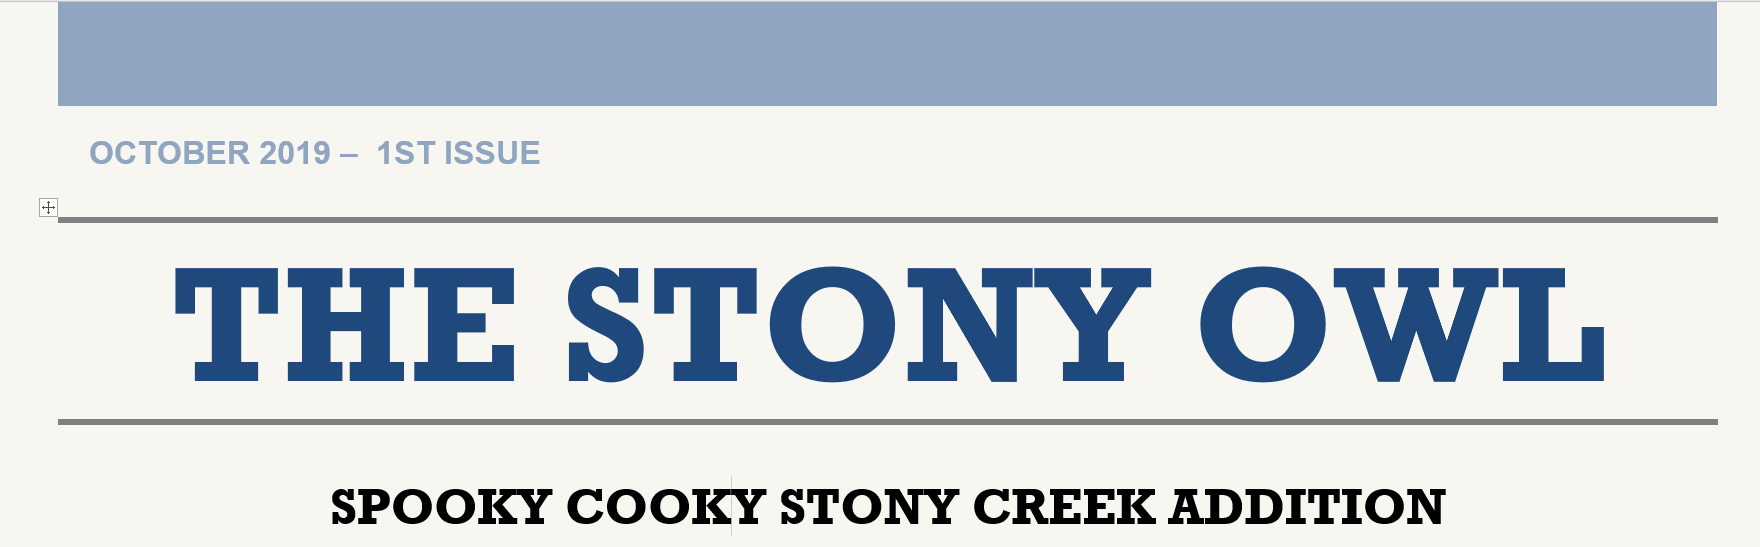 OCTOBER 2019 – 1ST ISSUE
THE STONY OWL
SPOOKY COOKY STONY CREEK ADDITION